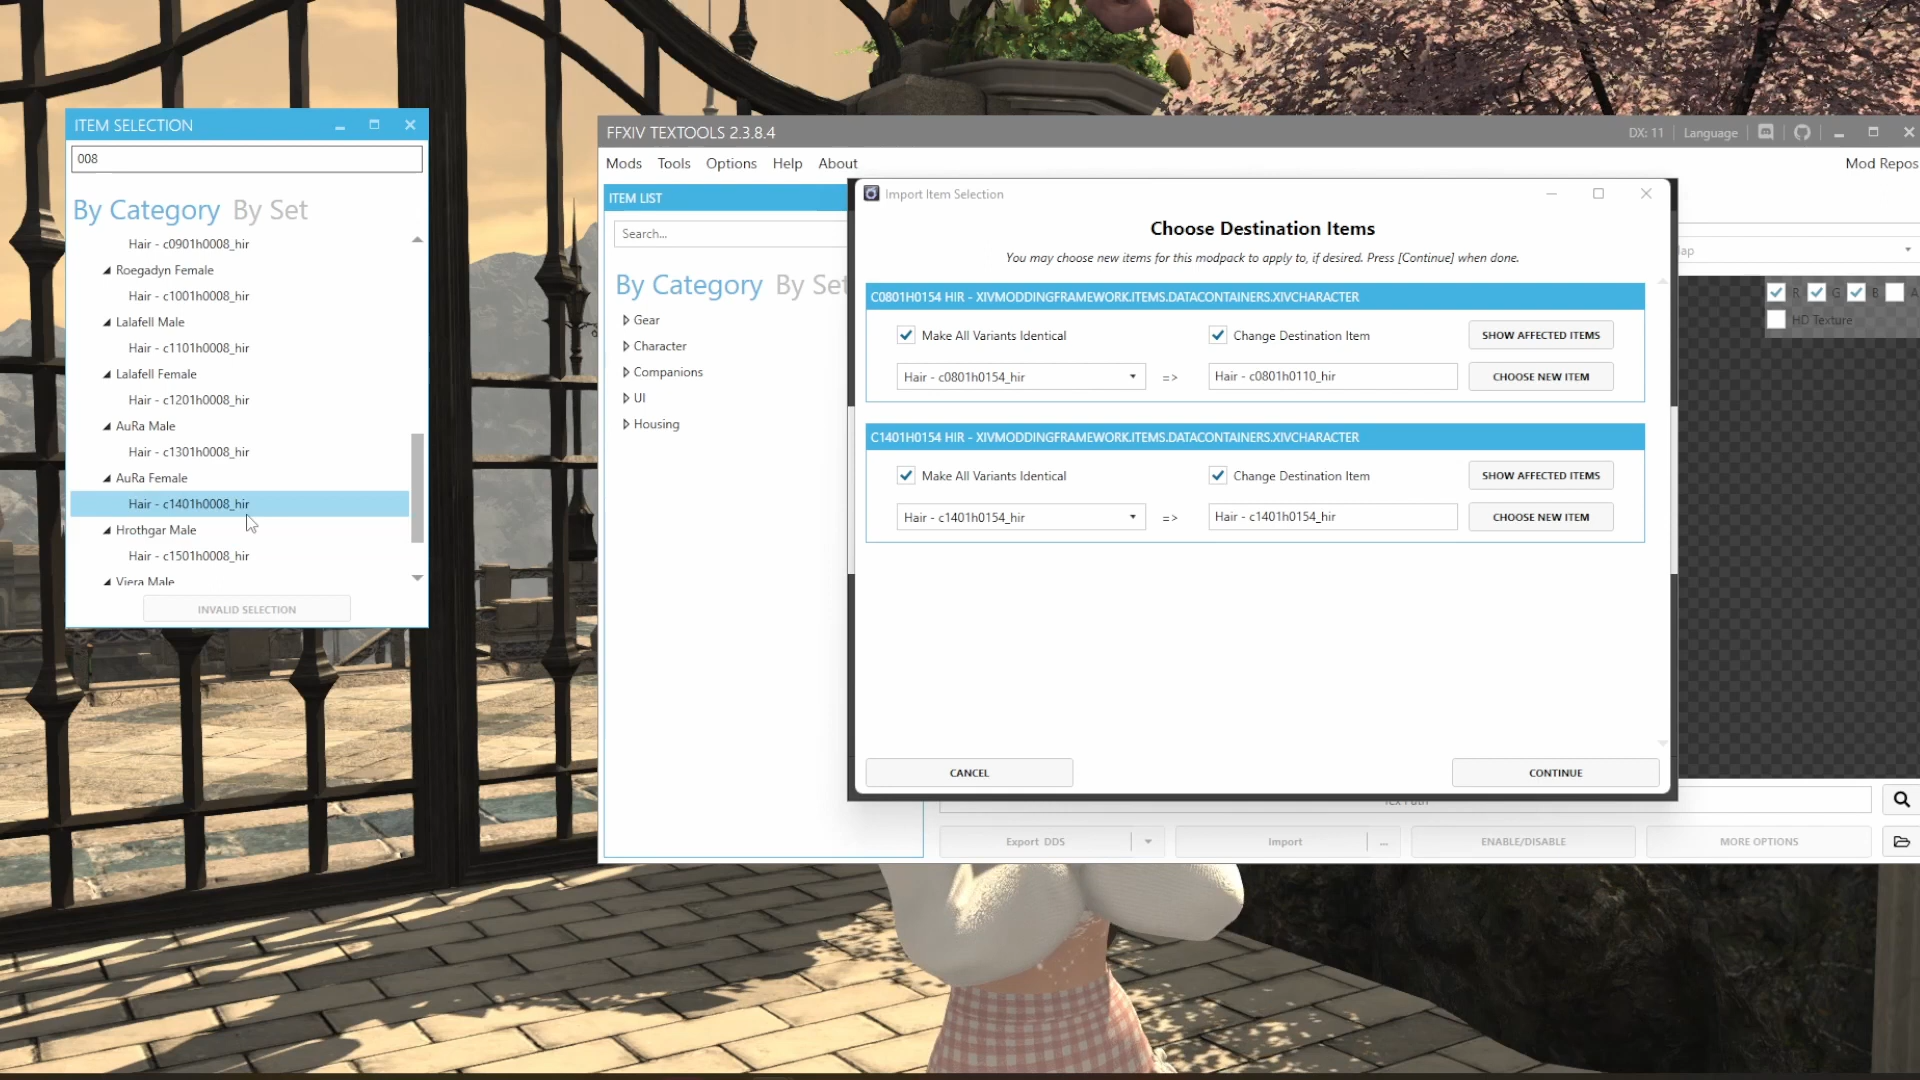 ITEM SELECTION
008
By Category By Set
Hair - c0901h0008_hir
Roegadyn Female
Hair - c1001h0008_hir
Lalafell Male
Hair - c1101h0008_hir
Lalafell Female
Hair - c1201h0008_hir
AuRa Male
Hair - c1301h0008_hir
AuRa Female
Hair - c1401h0008_hir
Hrothgar Male
Hair - c1501h0008_hir
Viera Male
INVALID SELECTION
FFXIV TEXTOOLS 2.3.8.4
DX: 11 Language
Mods Tools Options Help About
Mod Repos
ITEM LIST
Search...
By Category By Set
Gear
Character
Companions
UI
Housing
Import Item Selection
Choose Destination Items
You may choose new items for this modpack to apply to, if desired. Press [Continue] when done.
C0801H0154 HIR - XIVMODDINGFRAMEWORK.ITEMS.DATACONTAINERS.XIVCHARACTER
Make All Variants Identical
Change Destination Item
SHOW AFFECTED ITEMS
Hair - c0801h0154_hir
=>
Hair - c0801h0110_hir
CHOOSE NEW ITEM
C1401H0154 HIR - XIVMODDINGFRAMEWORK.ITEMS.DATACONTAINERS.XIVCHARACTER
Make All Variants Identical
Change Destination Item
SHOW AFFECTED ITEMS
Hair - c1401h0154_hir
=>
Hair - c1401h0154_hir
CHOOSE NEW ITEM
CANCEL
CONTINUE
R G B A
HD Texture
Export DDS
Import
...
ENABLE/DISABLE
MORE OPTIONS